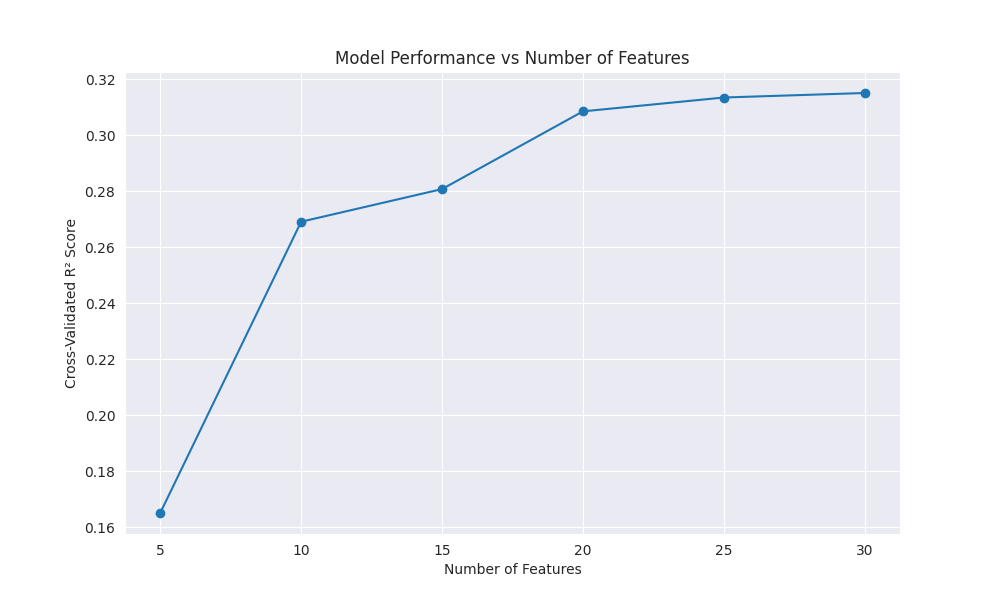 Model Performance vs Number of Features
0.32
0.30
0.28
0.26
0.24
0.22
0.20
0.18
0.16
Cross-Validated R² Score
5 10 15 20 25 30
Number of Features